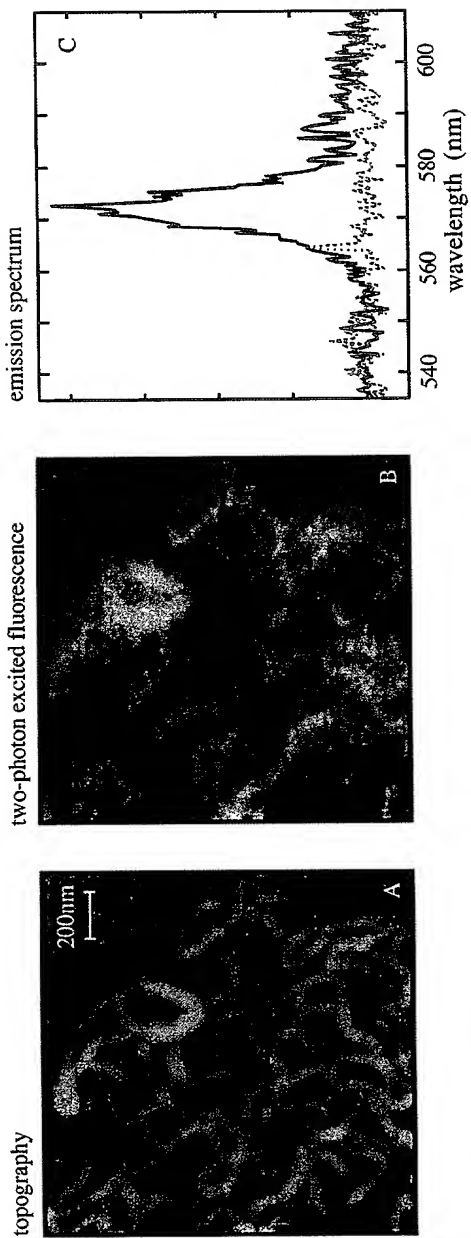 topography
200nm
A
two-photon excited fluorescence
B
emission spectrum
C
540 560 580 600
wavelength (nm)